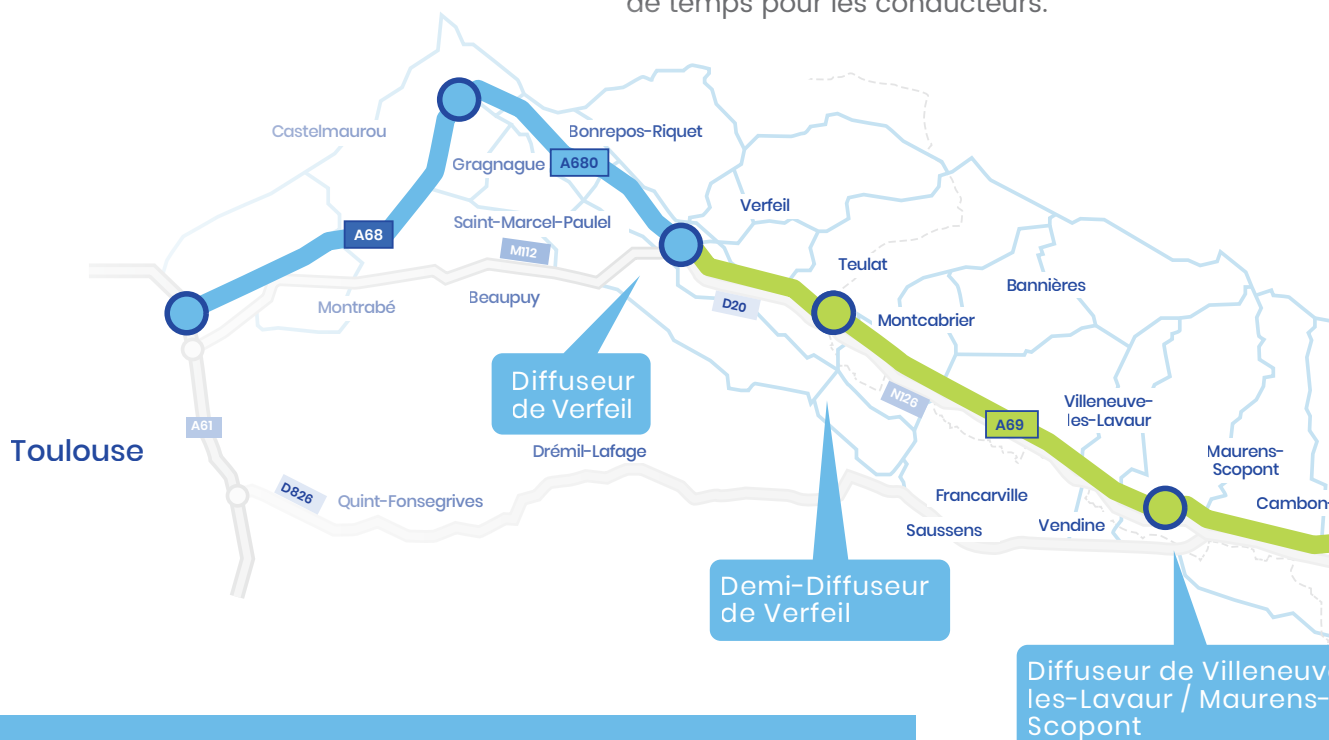 de temps pour les conducteurs.
Castelmaurou
Bonrepos-Riquet
Gragnague
A680
Verfeil
Saint-Marcel-Paulel
A68
M112
Teulat
Bannières
Beaupuy
Montrabé
D20
Montcabrier
Diffuseur
de Verfeil
N126
Villeneuve-
les-Lavaur
A69
A61
Toulouse
Drémil-Lafage
Maurens-
Scopont
D826
Quint-Fonsegrives
Francarville
Cambon-
Saussens
Vendine
Demi-Diffuseur
de Verfeil
Diffuseur de Villeneuve
les-Lavaur / Maurens-
Scopont